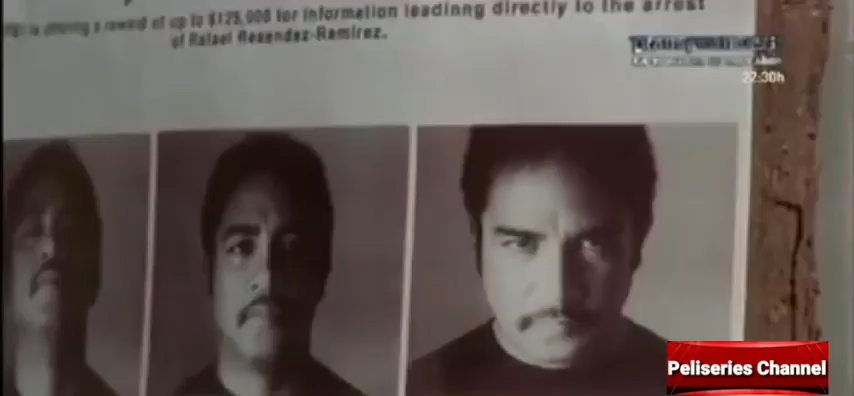 is offering a reward of up to $125,000 for information leadinng directly to the arrest
of Rafael Resendez-Ramirez.
22:30h
Peliseries Channel